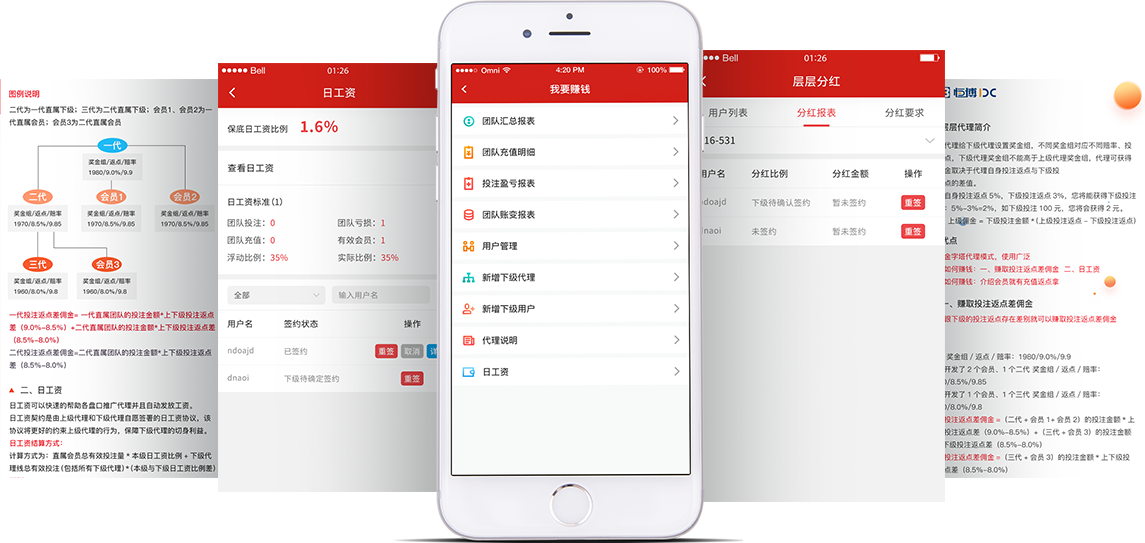 图例说明
二代为一代直属下级；三代为二代直属下级；会员1、会员2为一
代直属会员；会员3为二代直属会员
一代
奖金组/返点/赔率
1980/9.0%/9.9
二代
会员1
会员2
奖金组/返点/赔率
奖金组/返点/赔率
奖金组/返点/赔率
1970/8.5%/9.85
1970/8.5%/9.85
1970/8.5%/9.85
三代
会员3
奖金组/返点/赔率
奖金组/返点/赔率
1960/8.0%/9.8
1960/8.0%/9.8
一代投注返点差佣金= 一代直属团队的投注金额*上下级投注返点
差（9.0%-8.5%）+二代直属团队的投注金额*上下级投注返点差
（8.5%-8.0%）
二代投注返点差佣金=二代直属团队的投注金额*上下级投注返点
差（8.5%-8.0%）
二、日工资
日工资可以快速的帮助各盘口推广代理并且自动发放工资。
日工资契约是由上级代理和下级代理自愿签署的日工资协议，该
协议将更好的约束上级代理的行为，保障下级代理的切身利益。
日工资结算方式：
计算方式为：直属会员总有效投注量 * 本级日工资比例 + 下级代
理线总有效投注 (包括所有下级代理) * (本级与下级日工资比例差)
Bell
01:26
日工资
保底日工资比例 1.6%
查看日工资
日工资标准(1)
团队投注：0
团队亏损：1
团队充值：0
有效会员：1
浮动比例：35%
实际比例：35%
全部
输入用户名
用户名
签约状态
操作
ndoajd
已签约
重签
取消
dnaoi
下级待确定签约
重签
Omni
4:20 PM
100%
我要赚钱
团队汇总报表
团队充值明细
投注盈亏报表
团队账变报表
用户管理
新增下级代理
新增下级用户
代理说明
日工资
Bell
01:26
层层分红
用户列表
分红报表
分红要求
16-531
户名
分红比例
分红金额
操作
doajd
下级待确认签约
暂未签约
重签
naoi
未签约
暂未签约
重签
恒博 IDC
层代理简介
代理给下级代理设置奖金组，不同奖金组对应不同赔率、投
点，下级代理奖金组不能高于上级代理奖金组，代理可获得
金取决于代理自身投注返点与下级投
点的差值。
自身投注返点 5%，下级投注返点 3%，您将能获得下级投注
5%-3%=2%，如下级投注 100 元，您将会获得 2 元。
上级佣金 = 下级投注金额 *（上级投注返点 - 下级投注返点）
点
金字塔代理模式，使用广泛
如何赚钱：一、赚取投注返点差佣金 二、日工资
如何赚钱：介绍会员就有充值返点拿
一、赚取投注返点差佣金
下级的投注返点存在差别就可以赚取投注返点差佣金
奖金组 / 返点 / 赔率：1980/9.0%/9.9
开发了 2 个会员、1 个二代 奖金组 / 返点 / 赔率：
/8.5%/9.85
开发了 1 个会员、1 个三代 奖金组 / 返点 / 赔率：
/8.0%/9.8
投注返点差佣金 =（二代 + 会员 1+ 会员 2）的投注金额 * 上
投注返点差（9.0%-8.5%）+（三代 + 会员 3）的投注金额
下级投注返点差（8.5%-8.0%）
投注返点差佣金 =（三代 + 会员 3）的投注金额 * 上下级投
点差（8.5%-8.0%）